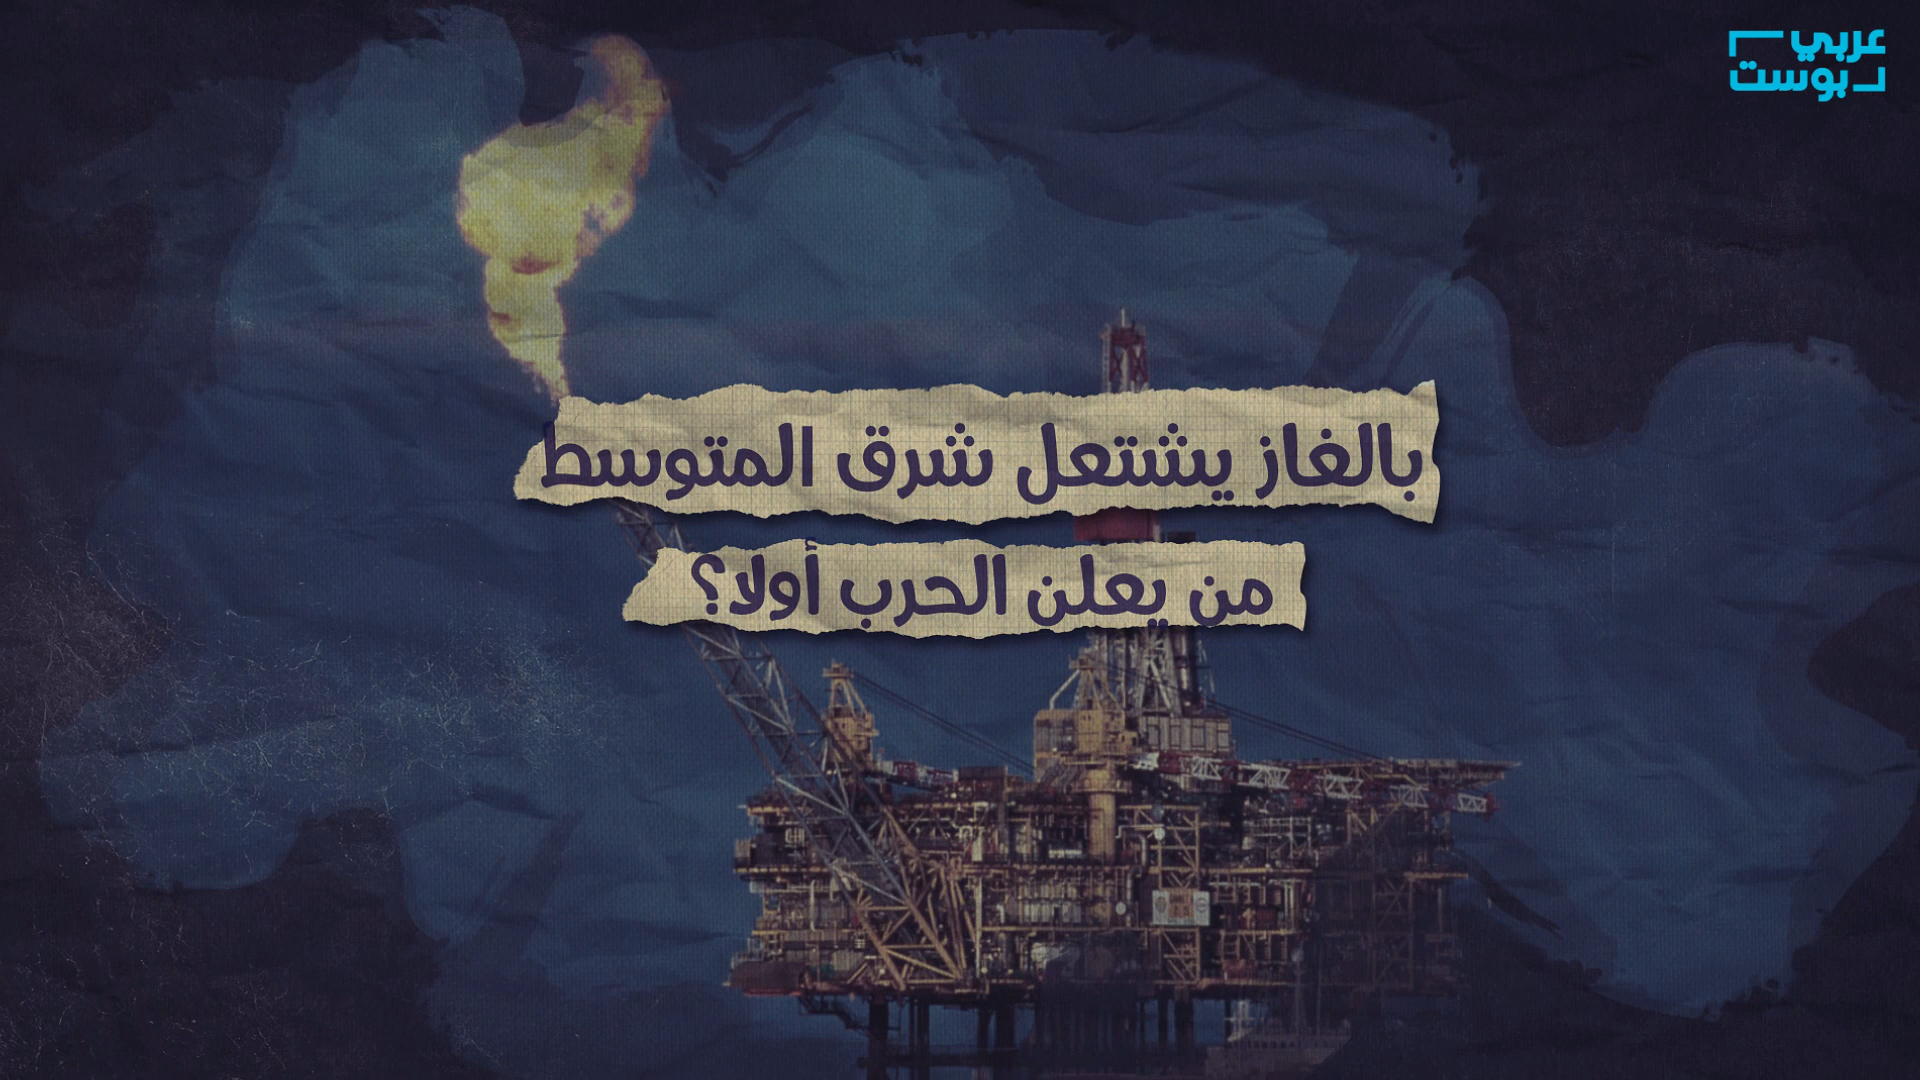 عربي
بوست
بالغاز يشتعل شرق المتوسط
من يعلن الحرب أولا؟